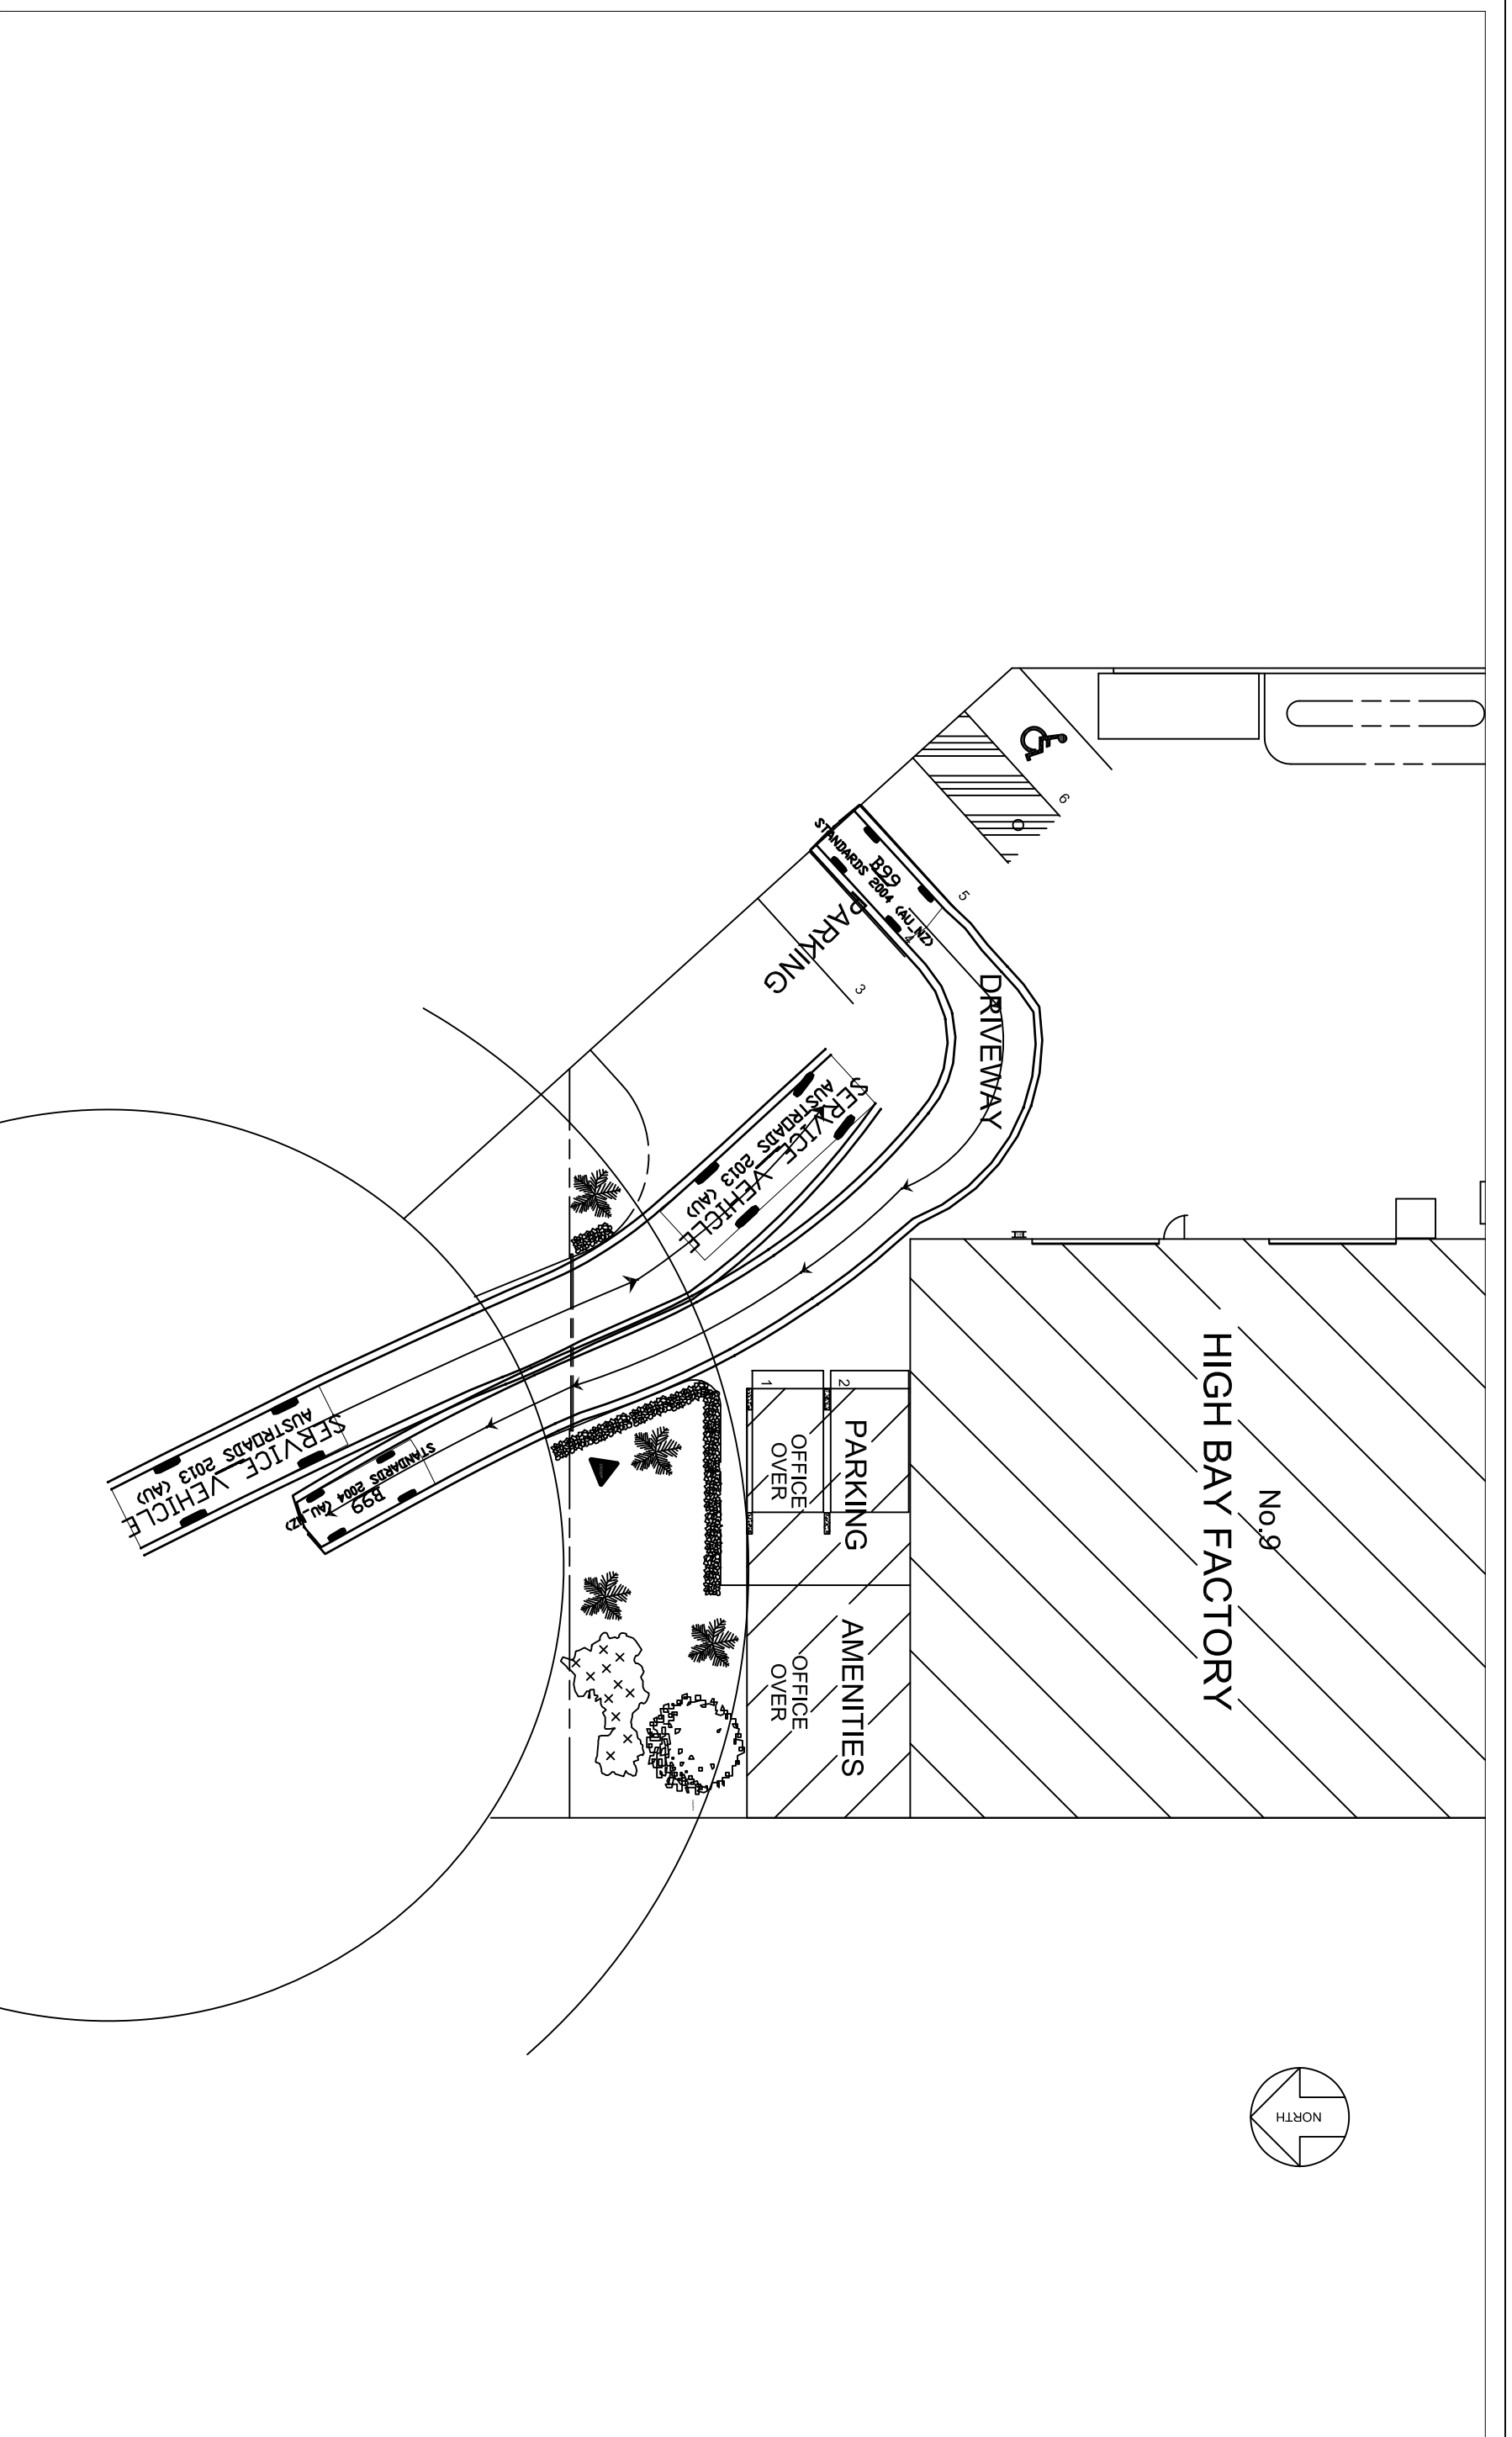 6
5
STANDARDS 2004 (AU_NZ)
B99
4
PARKING
3
DRIVEWAY
SERVICE VEHICLE
AUSTROADS 2013 (AU)
No.9
HIGH BAY FACTORY
1
2
PARKING
OFFICE
OVER
AMENITIES
OFFICE
OVER
AUSTROADS 2013 (AU)
SERVICE VEHICLE
STANDARDS 2004 (AU_NZ)
B99
NORTH